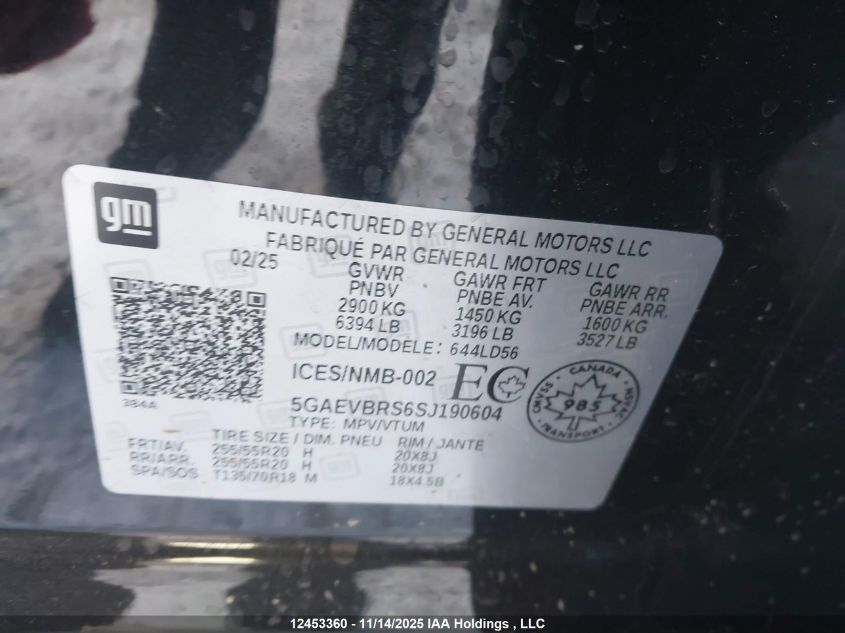 gm
MANUFACTURED BY GENERAL MOTORS LLC
FABRIQUÉ PAR GENERAL MOTORS LLC
02/25
GVWR
PNBV
2900 KG
6394 LB
GAWR FRT
PNBE AV.
1450 KG
3196 LB
GAWR RR
PNBE ARR.
1600 KG
3527 LB
MODEL/MODÈLE: 644LD56
ICES/NMB-002
EC
384A
5GAEVBRS6SJ190604
TYPE: MPV/VTUM
CANADA
CMVSS
NSVAC
985
TRANSPORT
TIRE SIZE / DIM. PNEU RIM / JANTE
FRT/AV. 255/55R20 H 20X8J
RR/ARR. 255/55R20 H 20X8J
SPA/SOS T135/70R18 M 18X4.5B
12453360 - 11/14/2025 IAA Holdings , LLC